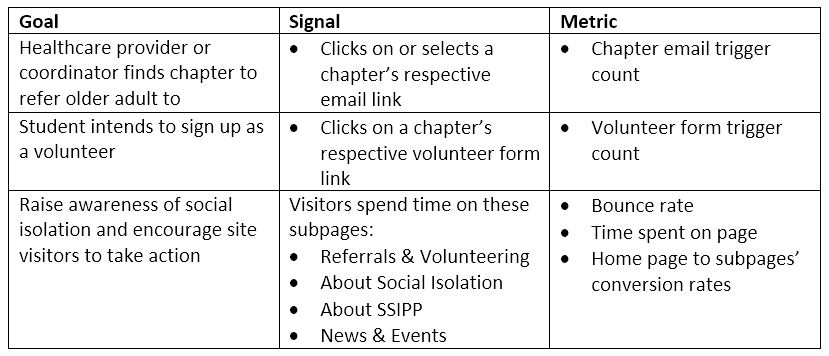 Goal
Signal
Metric
Healthcare provider or
coordinator finds chapter to
refer older adult to
• Clicks on or selects a
chapter's respective
email link
• Chapter email trigger
count
Student intends to sign up as
a volunteer
• Clicks on a chapter's
respective volunteer form
link
• Volunteer form trigger
count
Raise awareness of social
isolation and encourage site
visitors to take action
Visitors spend time on these
subpages:
• Referrals & Volunteering
• About Social Isolation
• About SSIPP
• News & Events
• Bounce rate
• Time spent on page
• Home page to subpages'
conversion rates